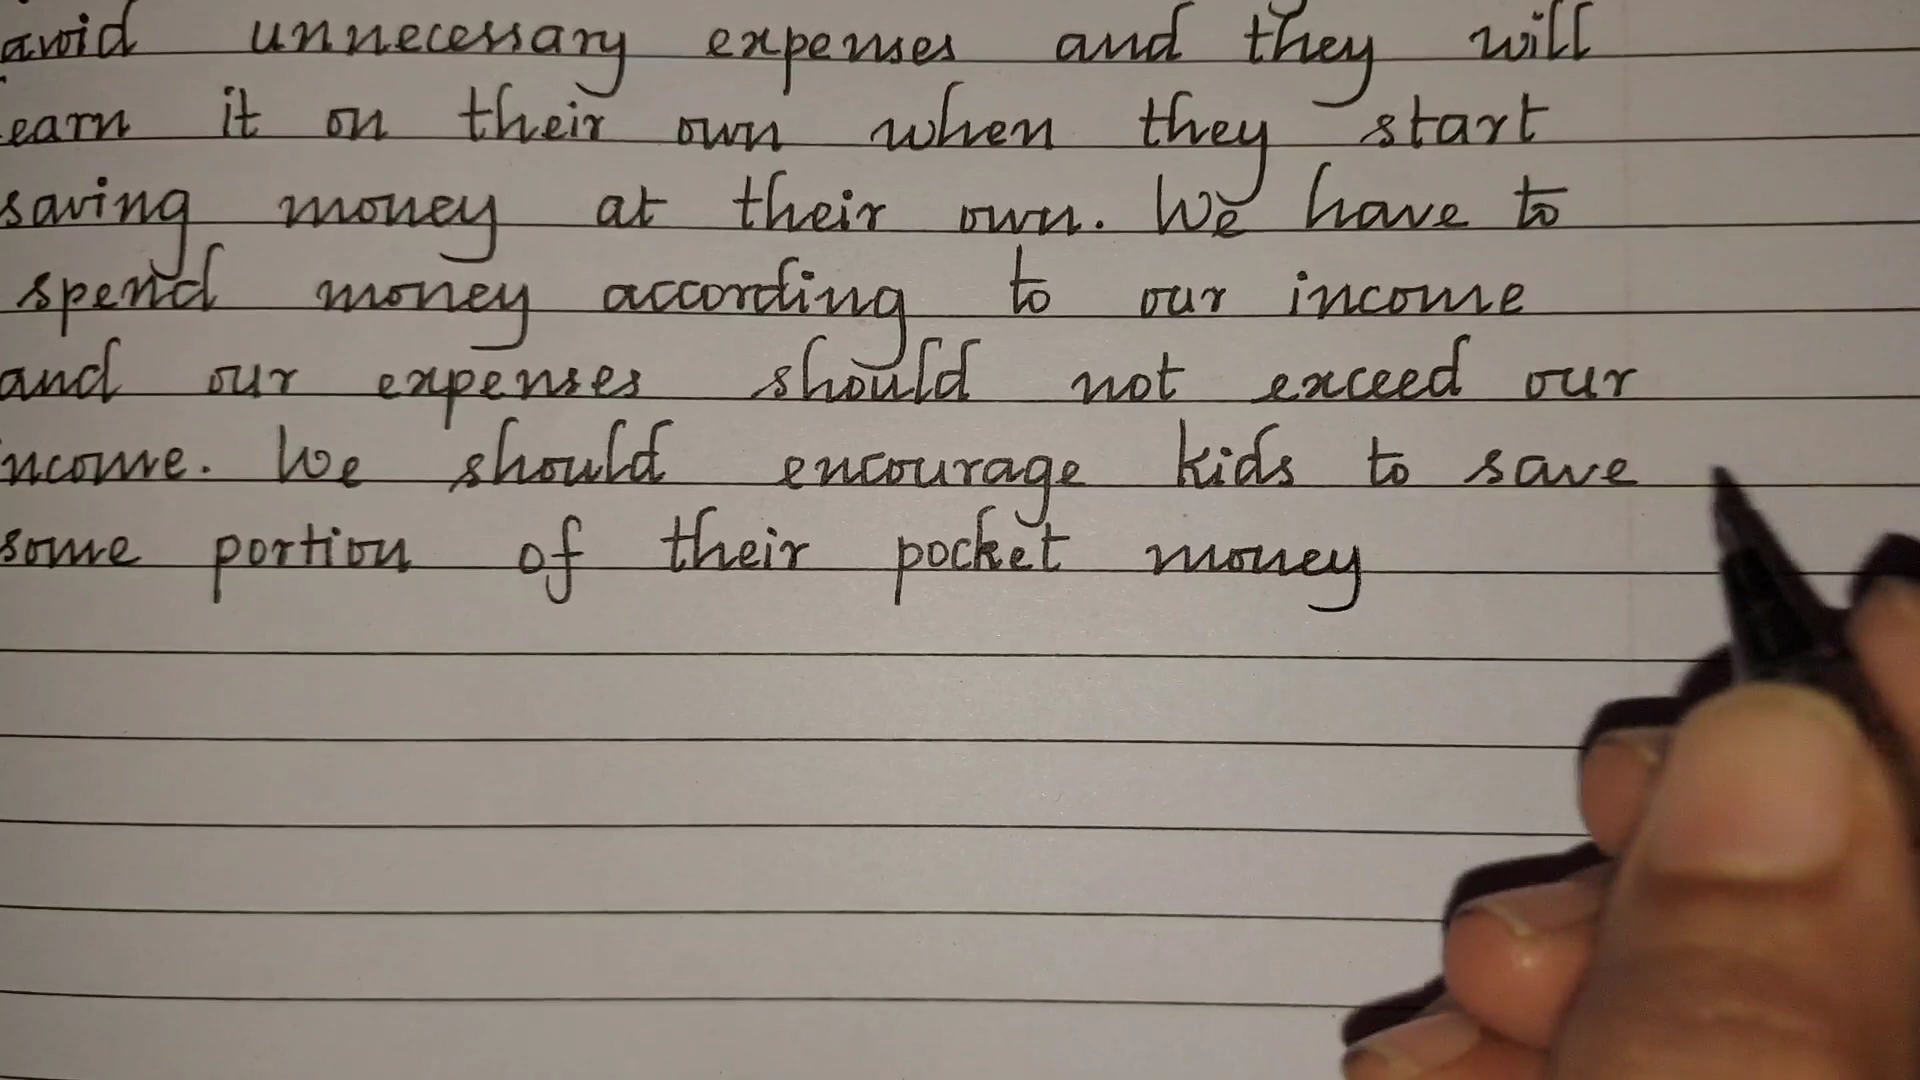 avoid unnecessary expenses and they will
earn it on their own when they start
saving money at their own. We have to
spend money according to our income
and our expenses should not exceed our
ncome. We should encourage kids to save
some portion of their pocket money